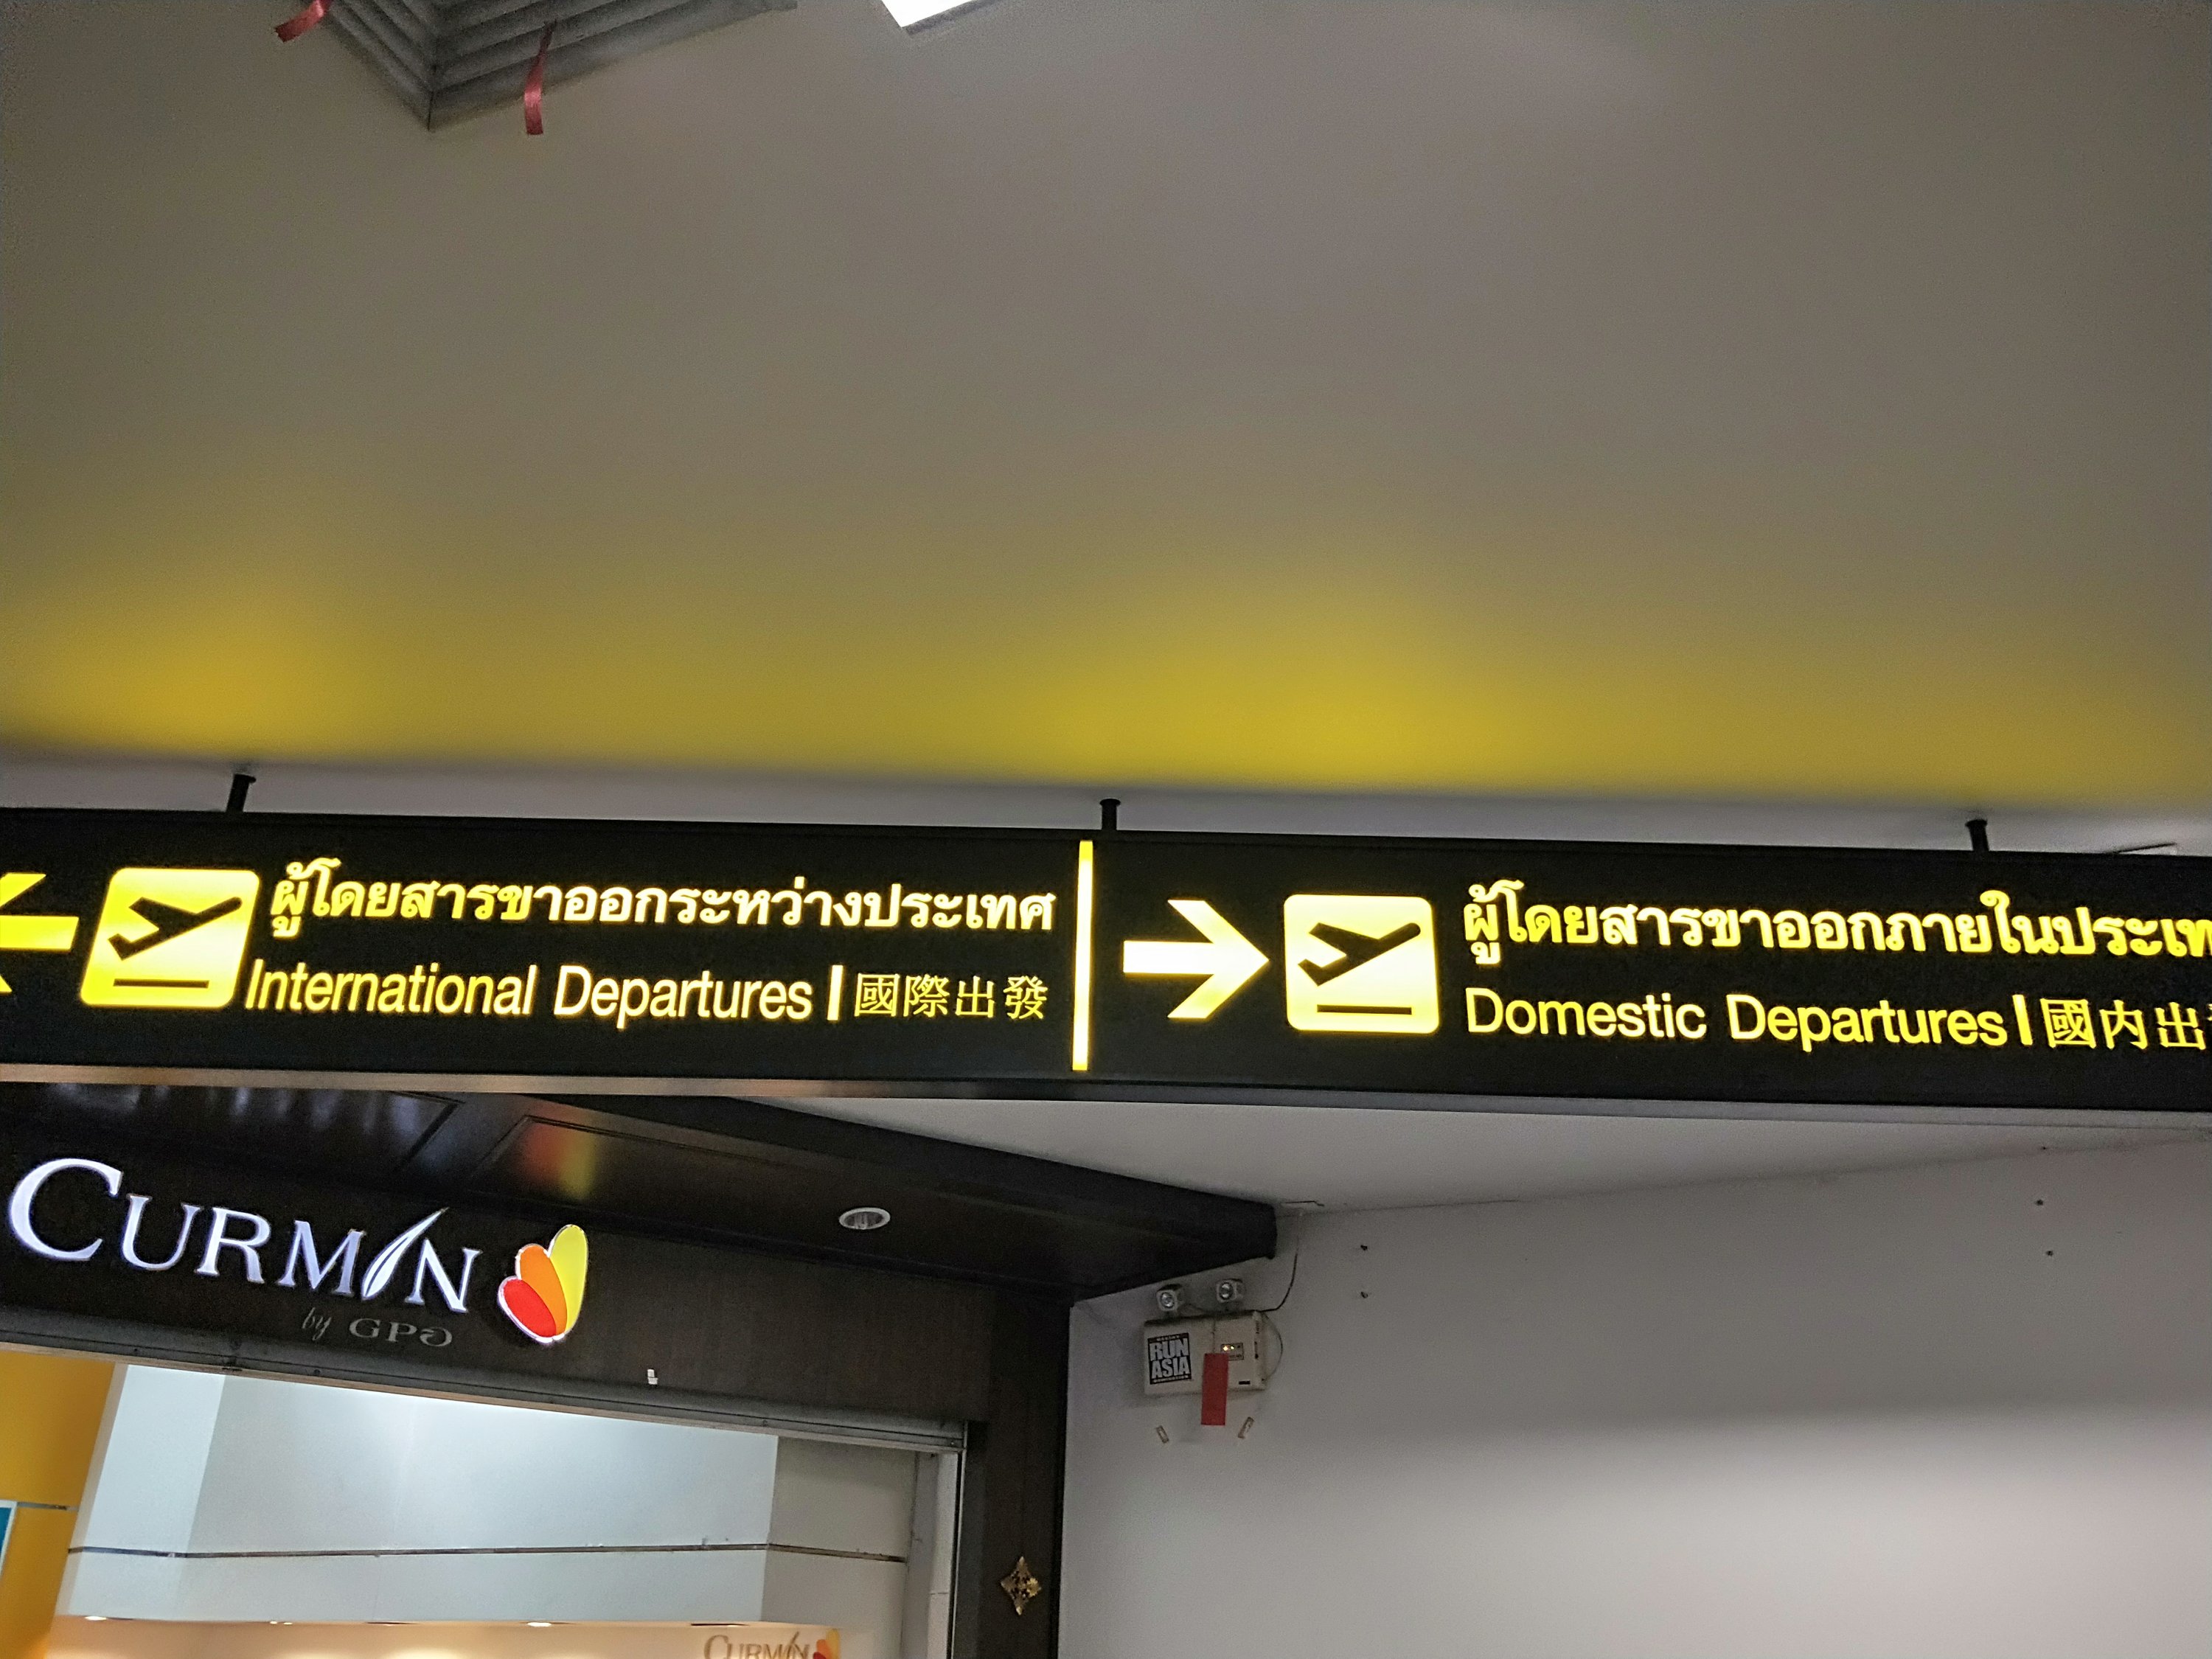 ผู้โดยสารขาออกระหว่างประเทศ
International Departures | 國際出發
ผู้โดยสารขาออกภายในประเท
Domestic Departures | 國內出
CURMIN
by GPO
RUN
ASIA
CURMIN